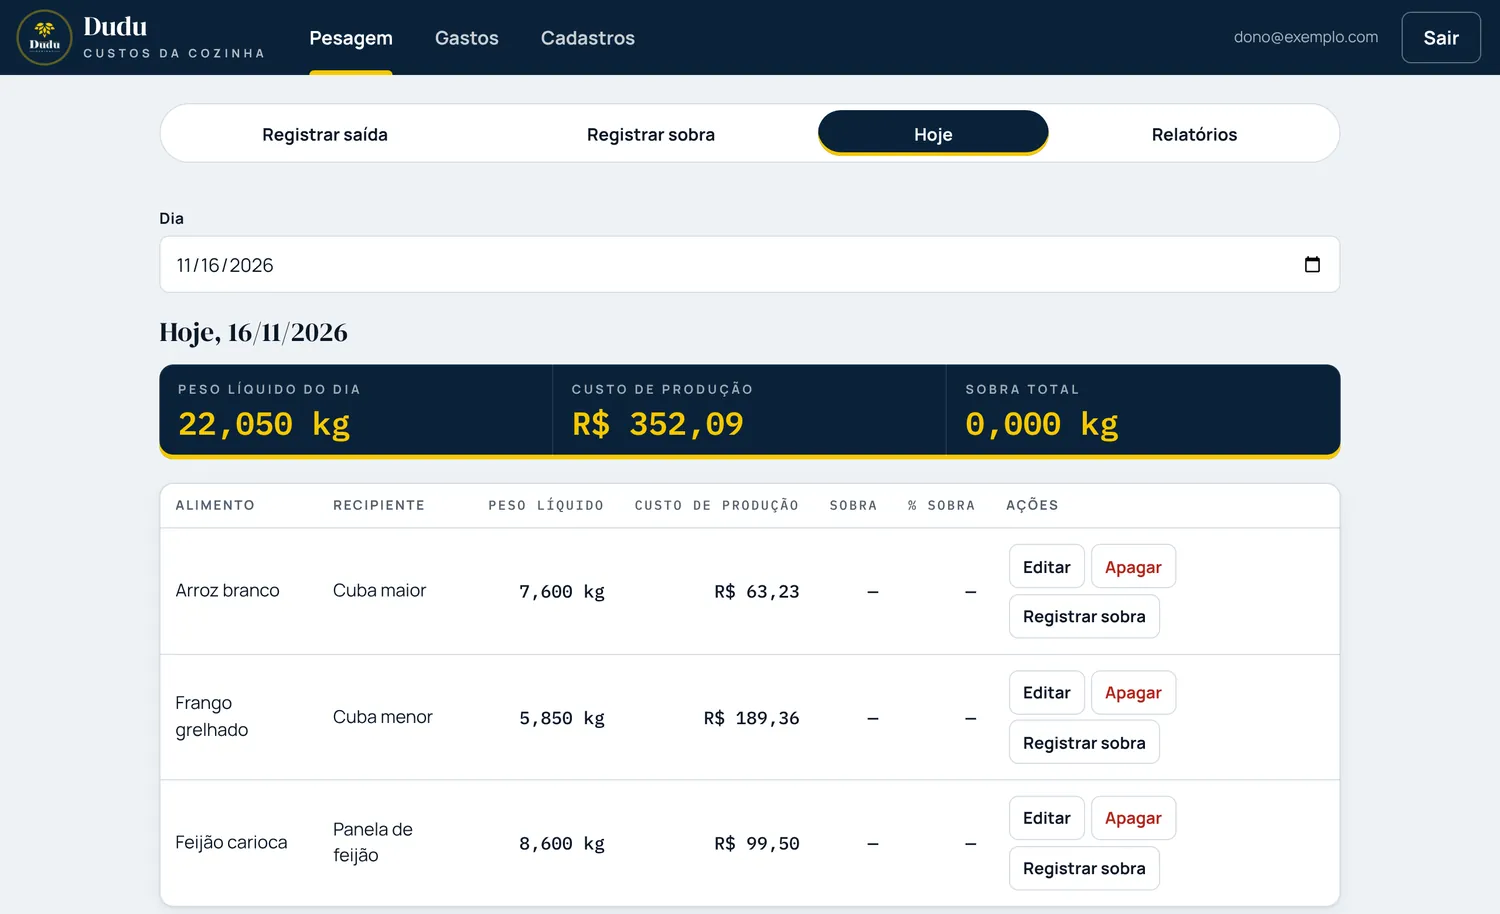 Dudu
Dudu
CUSTOS DA COZINHA
Pesagem
Gastos
Cadastros
dono@exemplo.com
Sair
Registrar saída
Registrar sobra
Hoje
Relatórios
Dia
11/16/2026
Hoje, 16/11/2026
PESO LÍQUIDO DO DIA
CUSTO DE PRODUÇÃO
SOBRA TOTAL
22,050 kg
R$ 352,09
0,000 kg
ALIMENTO RECIPIENTE PESO LÍQUIDO CUSTO DE PRODUÇÃO SOBRA % SOBRA AÇÕES
Arroz branco Cuba maior 7,600 kg R$ 63,23 – –
Editar Apagar
Registrar sobra
Frango
grelhado
Cuba menor 5,850 kg R$ 189,36 – –
Editar Apagar
Registrar sobra
Feijão carioca
Panela de
feijão
8,600 kg R$ 99,50 – –
Editar Apagar
Registrar sobra